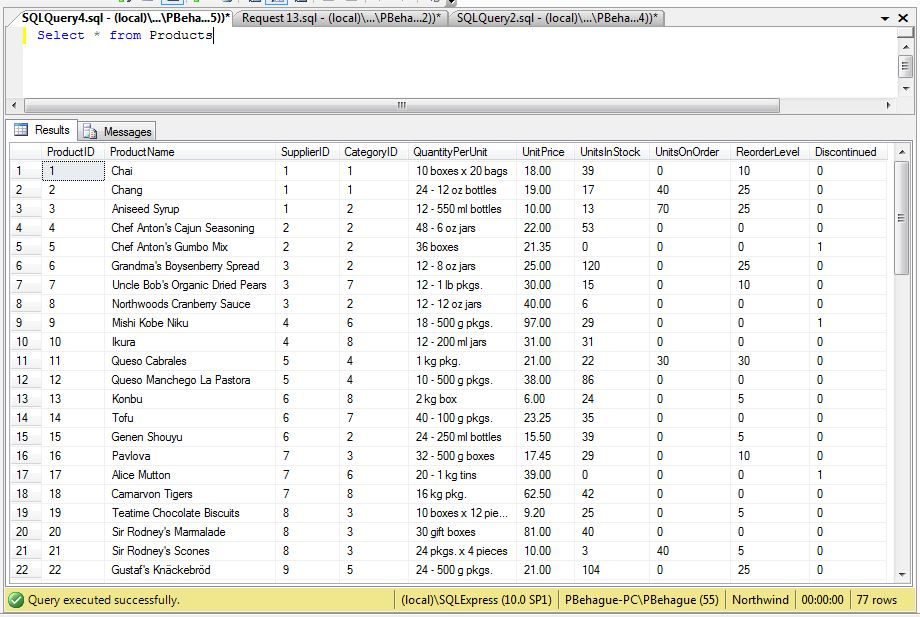 SQLQuery4.sql - (local)\...\PBeha...5))* Request 13.sql - (local)\...\PBeha...2))* SQLQuery2.sql - (local)\...\PBeha...4))*
Select * from Products
Results Messages
ProductID ProductName SupplierID CategoryID QuantityPerUnit UnitPrice UnitsInStock UnitsOnOrder ReorderLevel Discontinued
1 1 Chai 1 1 10 boxes x 20 bags 18.00 39 0 10 0
2 2 Chang 1 1 24 - 12 oz bottles 19.00 17 40 25 0
3 3 Aniseed Syrup 1 2 12 - 550 ml bottles 10.00 13 70 25 0
4 4 Chef Anton's Cajun Seasoning 2 2 48 - 6 oz jars 22.00 53 0 0 0
5 5 Chef Anton's Gumbo Mix 2 2 36 boxes 21.35 0 0 0 1
6 6 Grandma's Boysenberry Spread 3 2 12 - 8 oz jars 25.00 120 0 25 0
7 7 Uncle Bob's Organic Dried Pears 3 7 12 - 1 lb pkgs. 30.00 15 0 10 0
8 8 Northwoods Cranberry Sauce 3 2 12 - 12 oz jars 40.00 6 0 0 0
9 9 Mishi Kobe Niku 4 6 18 - 500 g pkgs. 97.00 29 0 0 1
10 10 Ikura 4 8 12 - 200 ml jars 31.00 31 0 0 0
11 11 Queso Cabrales 5 4 1 kg pkg. 21.00 22 30 30 0
12 12 Queso Manchego La Pastora 5 4 10 - 500 g pkgs. 38.00 86 0 0 0
13 13 Konbu 6 8 2 kg box 6.00 24 0 5 0
14 14 Tofu 6 7 40 - 100 g pkgs. 23.25 35 0 0 0
15 15 Genen Shouyu 6 2 24 - 250 ml bottles 15.50 39 0 5 0
16 16 Pavlova 7 3 32 - 500 g boxes 17.45 29 0 10 0
17 17 Alice Mutton 7 6 20 - 1 kg tins 39.00 0 0 0 1
18 18 Carnarvon Tigers 7 8 16 kg pkg. 62.50 42 0 0 0
19 19 Teatime Chocolate Biscuits 8 3 10 boxes x 12 pie... 9.20 25 0 5 0
20 20 Sir Rodney's Marmalade 8 3 30 gift boxes 81.00 40 0 0 0
21 21 Sir Rodney's Scones 8 3 24 pkgs. x 4 pieces 10.00 3 40 5 0
22 22 Gustaf's Knäckebröd 9 5 24 - 500 g pkgs. 21.00 104 0 25 0
Query executed successfully. (local)\SQLExpress (10.0 SP1) PBehague-PC\PBehague (55) Northwind 00:00:00 77 rows